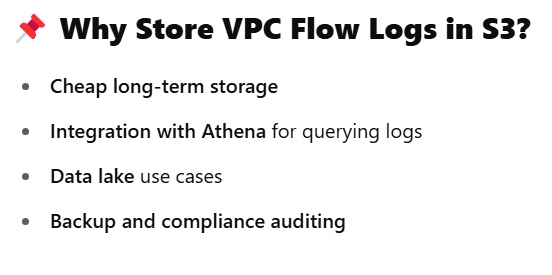 📌 Why Store VPC Flow Logs in S3?
• Cheap long-term storage
• Integration with Athena for querying logs
• Data lake use cases
• Backup and compliance auditing